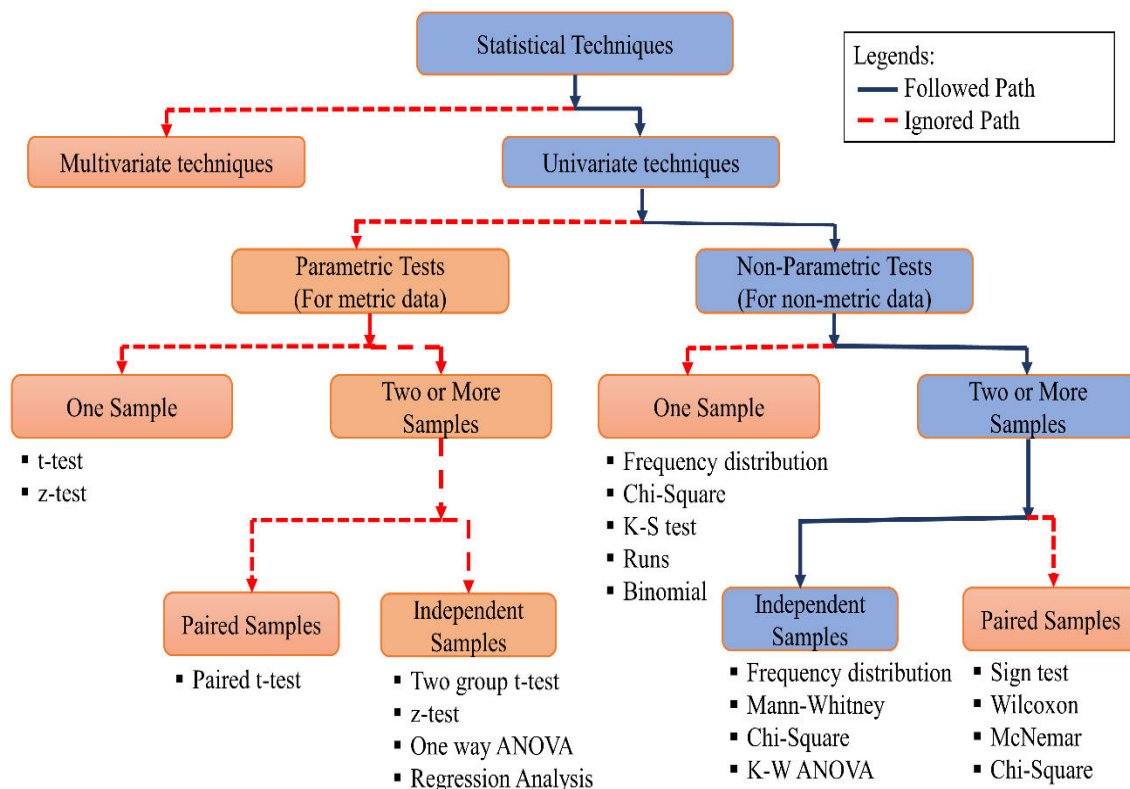 Statistical Techniques
Legends:
Followed Path
Ignored Path
Multivariate techniques
Univariate techniques
Parametric Tests
(For metric data)
Non-Parametric Tests
(For non-metric data)
One Sample
▪ t-test
▪ z-test
Two or More
Samples
One Sample
▪ Frequency distribution
▪ Chi-Square
▪ K-S test
▪ Runs
▪ Binomial
Two or More
Samples
Paired Samples
▪ Paired t-test
Independent
Samples
▪ Two group t-test
▪ z-test
▪ One way ANOVA
▪ Regression Analysis
Independent
Samples
▪ Frequency distribution
▪ Mann-Whitney
▪ Chi-Square
▪ K-W ANOVA
Paired Samples
▪ Sign test
▪ Wilcoxon
▪ McNemar
▪ Chi-Square